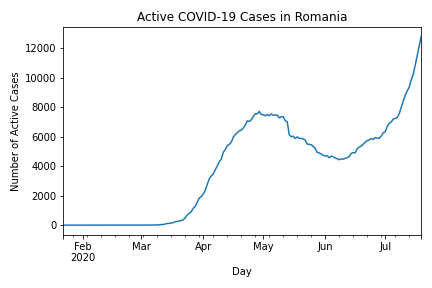 Active COVID-19 Cases in Romania
Number of Active Cases
12000
10000
8000
6000
4000
2000
0
Feb Mar Apr May Jun Jul
2020
Day